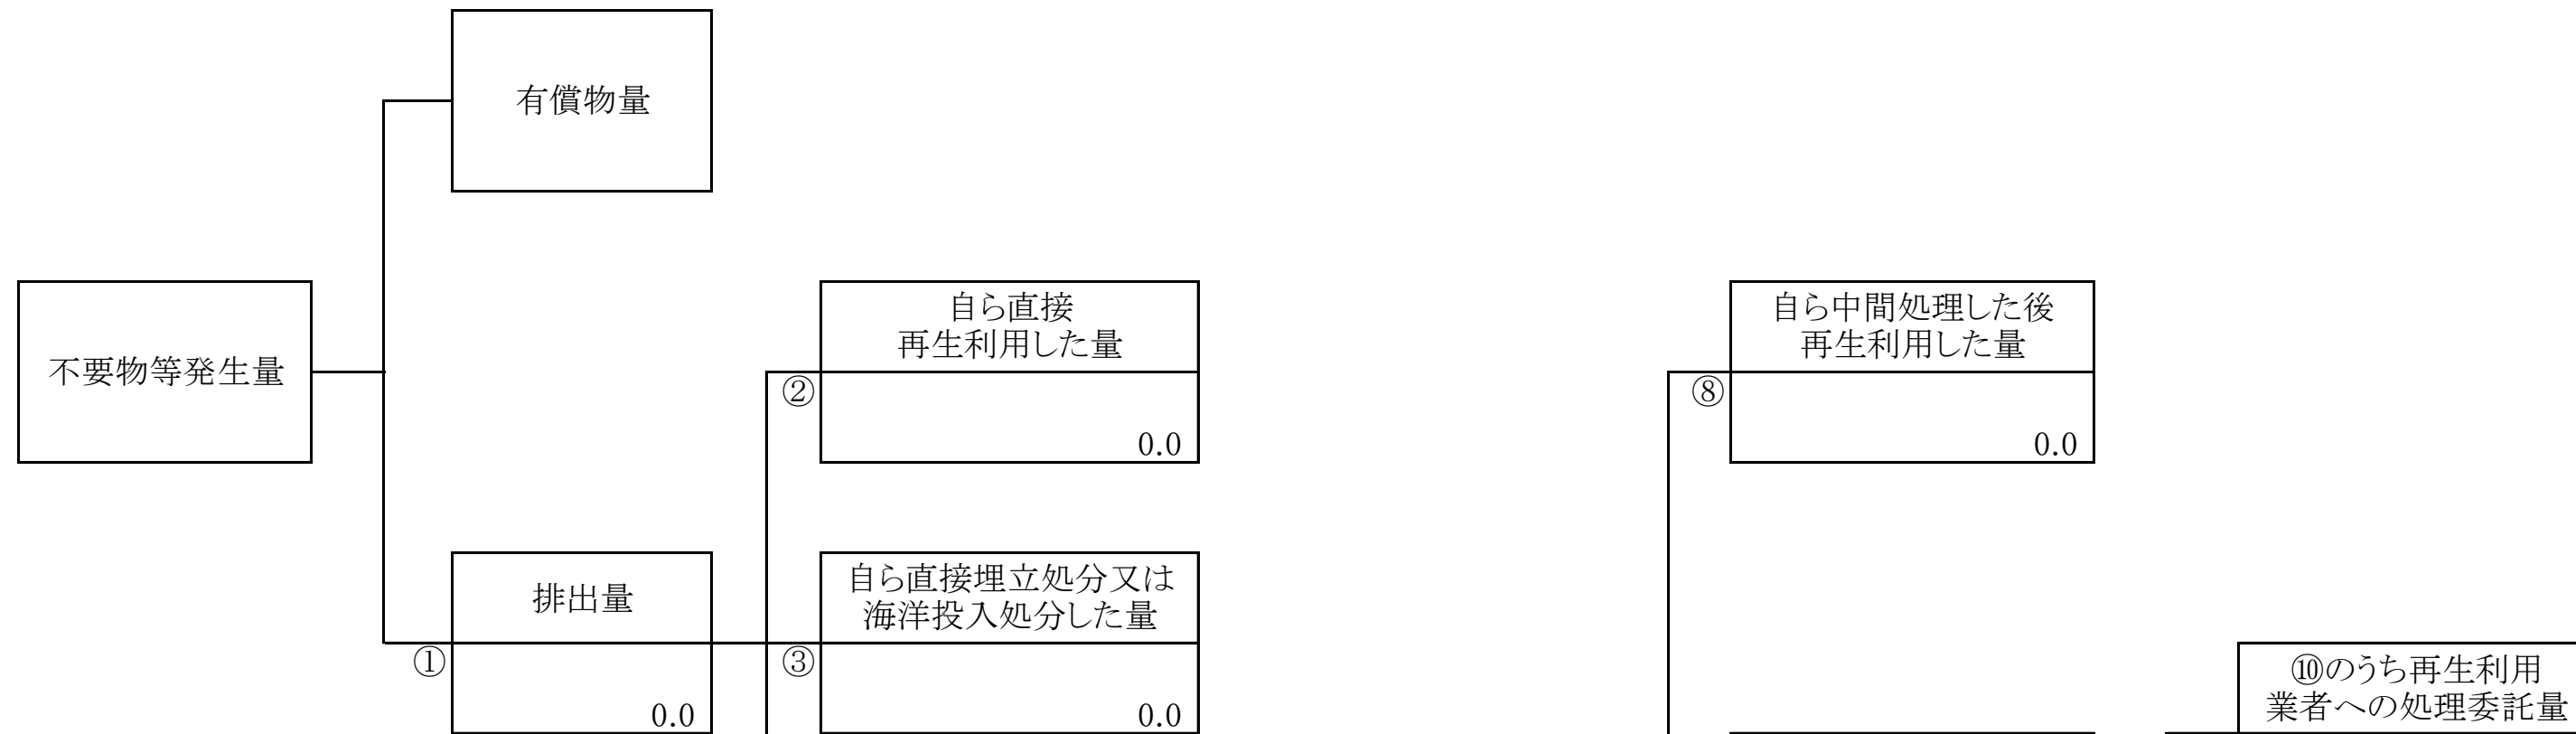 有償物量
不要物等発生量
自ら直接
再生利用した量
②
0.0
自ら中間処理した後
再生利用した量
⑧
0.0
排出量
①
0.0
自ら直接埋立処分又は
海洋投入処分した量
③
0.0
⑩のうち再生利用
業者への処理委託量